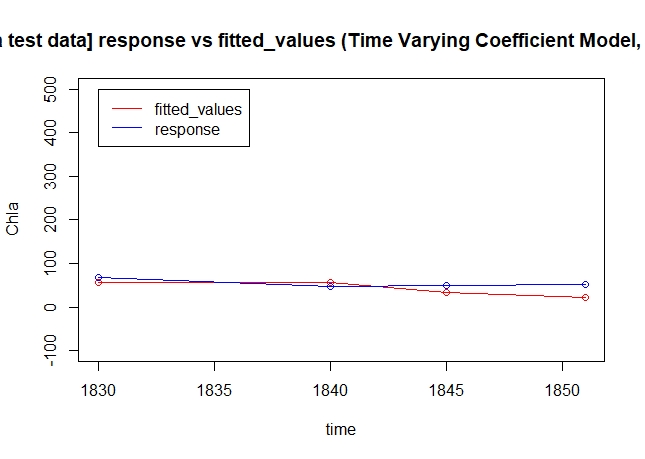 test data] response vs fitted_values (Time Varying Coefficient Model,
fitted_values
response
Chla
500
400
300
200
100
0
-100
1830
1835
1840
1845
1850
time